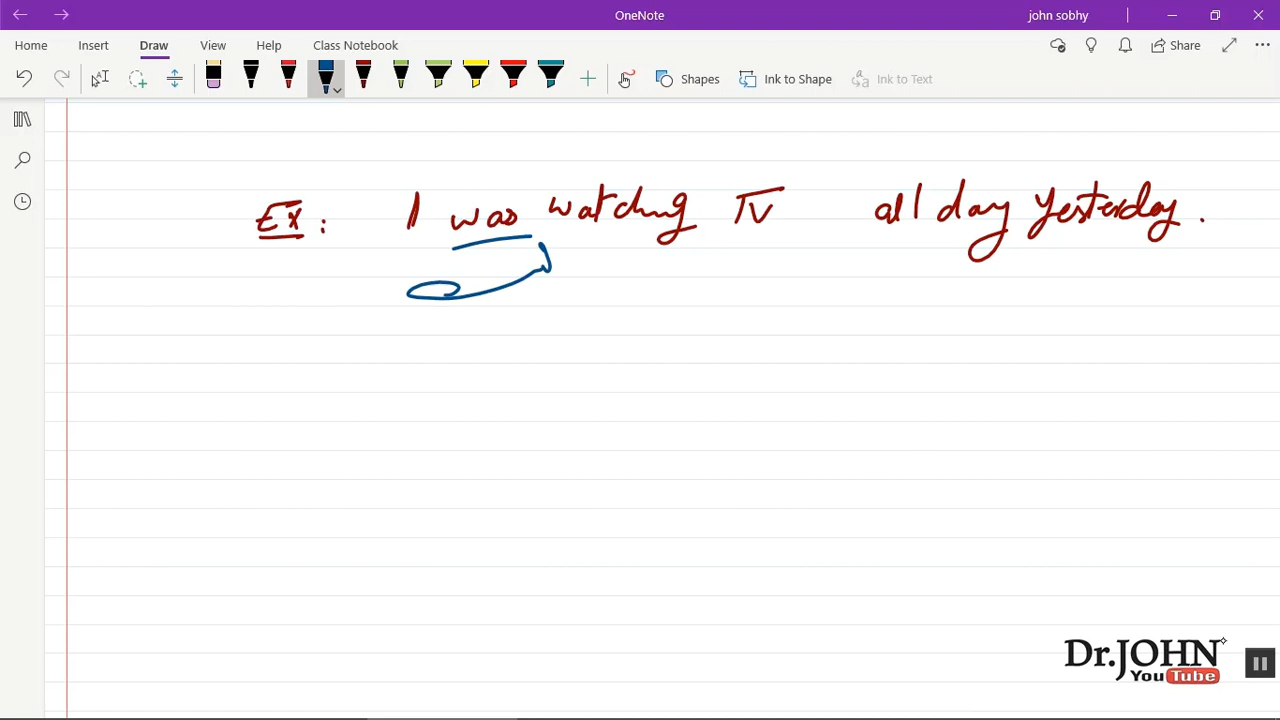 OneNote
john sobhy
Home Insert Draw View Help Class Notebook
Share
Shapes Ink to Shape Ink to Text
Ex: I was watching TV all day yesterday.
Dr.JOHN
YouTube